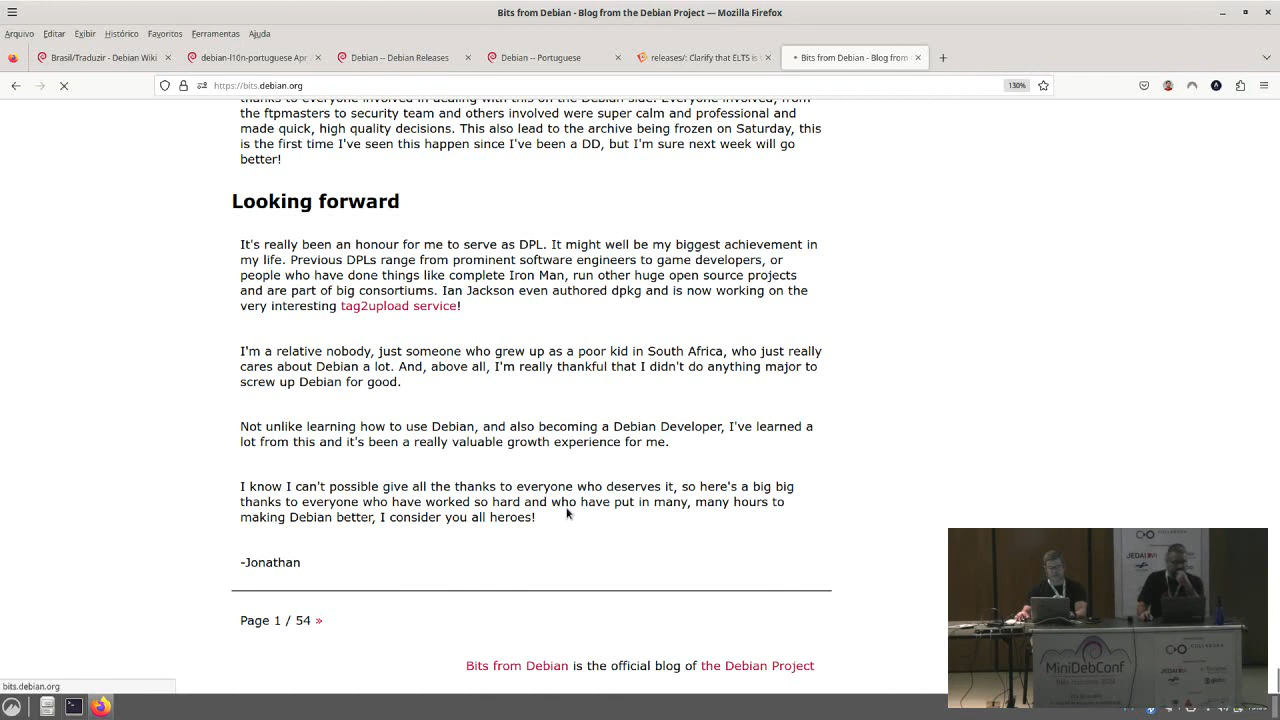 Bits from Debian - Blog from the Debian Project — Mozilla Firefox
Arquivo Editar Exibir Histórico Favoritos Ferramentas Ajuda
Brasil/Traduzir - Debian Wiki
debian-l10n-portuguese Apr
Debian -- Debian Releases
Debian -- Portuguese
releases/: Clarify that ELTS is
Bits from Debian - Blog from
https://bits.debian.org
130%
thanks to everyone involved in dealing with this on the Debian side. Everyone involved, from
the ftpmasters to security team and others involved were super calm and professional and
made quick, high quality decisions. This also lead to the archive being frozen on Saturday, this
is the first time I've seen this happen since I've been a DD, but I'm sure next week will go
better!
Looking forward
It's really been an honour for me to serve as DPL. It might well be my biggest achievement in
my life. Previous DPLs range from prominent software engineers to game developers, or
people who have done things like complete Iron Man, run other huge open source projects
and are part of big consortiums. Ian Jackson even authored dpkg and is now working on the
very interesting tag2upload service!
I'm a relative nobody, just someone who grew up as a poor kid in South Africa, who just really
cares about Debian a lot. And, above all, I'm really thankful that I didn't do anything major to
screw up Debian for good.
Not unlike learning how to use Debian, and also becoming a Debian Developer, I've learned a
lot from this and it's been a really valuable growth experience for me.
I know I can't possible give all the thanks to everyone who deserves it, so here's a big big
thanks to everyone who have worked so hard and who have put in many, many hours to
making Debian better, I consider you all heroes!
-Jonathan
Page 1 / 54 »
Bits from Debian is the official blog of the Debian Project
bits.debian.org
COLLABORA
JEDAI
MiniDebConf
COLLABORA
globo